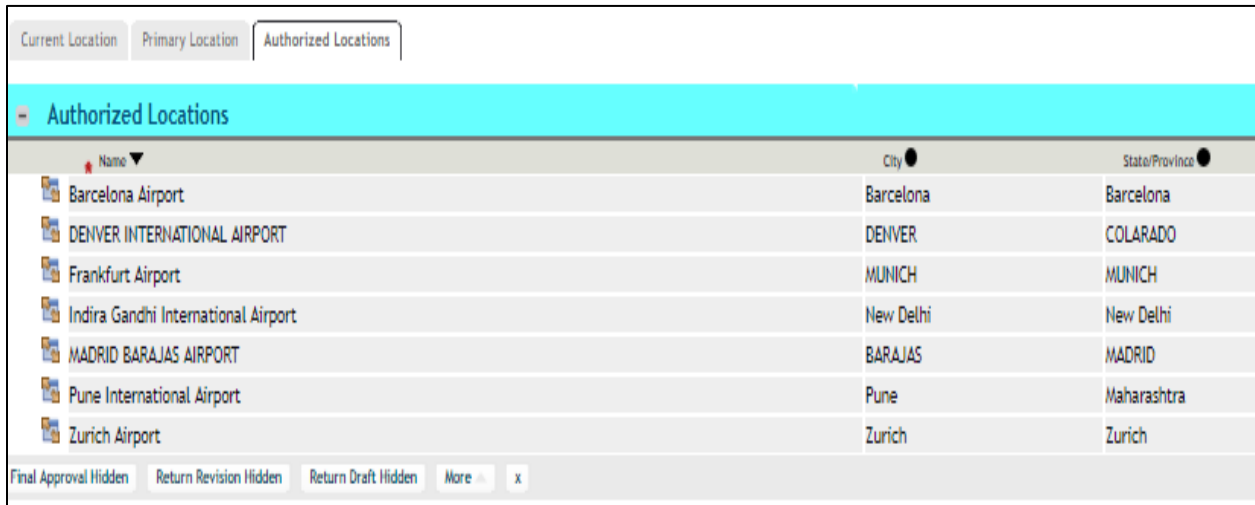 Current Location Primary Location Authorized Locations
Authorized Locations
Name City State/Province
Barcelona Airport Barcelona Barcelona
DENVER INTERNATIONAL AIRPORT DENVER COLARADO
Frankfurt Airport MUNICH MUNICH
Indira Gandhi International Airport New Delhi New Delhi
MADRID BARAJAS AIRPORT BARAJAS MADRID
Pune International Airport Pune Maharashtra
Zurich Airport Zurich Zurich
Final Approval Hidden Return Revision Hidden Return Draft Hidden More x